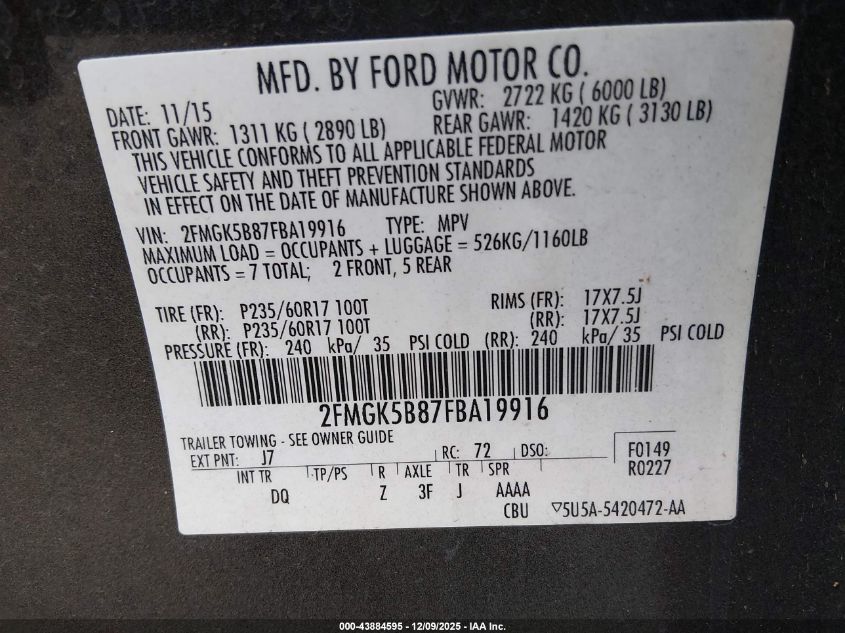 MFD. BY FORD MOTOR CO.
DATE: 11/15 GVWR: 2722 KG ( 6000 LB)
FRONT GAWR: 1311 KG ( 2890 LB) REAR GAWR: 1420 KG ( 3130 LB)
THIS VEHICLE CONFORMS TO ALL APPLICABLE FEDERAL MOTOR
VEHICLE SAFETY AND THEFT PREVENTION STANDARDS
IN EFFECT ON THE DATE OF MANUFACTURE SHOWN ABOVE.
VIN: 2FMGK5B87FBA19916 TYPE: MPV
MAXIMUM LOAD = OCCUPANTS + LUGGAGE = 526KG/1160LB
OCCUPANTS = 7 TOTAL; 2 FRONT, 5 REAR
TIRE (FR): P235/60R17 100T RIMS (FR): 17X7.5J
(RR): P235/60R17 100T (RR): 17X7.5J
PRESSURE (FR): 240 kPa/ 35 PSI COLD (RR): 240 kPa/ 35 PSI COLD
2FMGK5B87FBA19916
TRAILER TOWING - SEE OWNER GUIDE
EXT PNT: J7 RC: 72 DSO: F0149
R0227
INT TR TP/PS R AXLE TR SPR
DQ Z 3F J AAAA
CBU ▽5U5A-5420472-AA
000-43884595 - 12/09/2025 - IAA Inc.